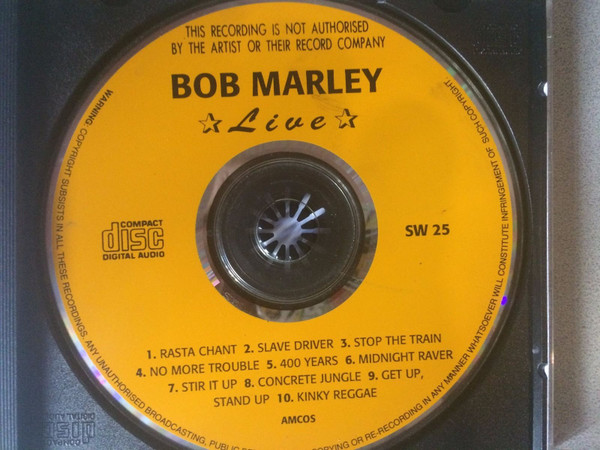 THIS RECORDING IS NOT AUTHORISED
BY THE ARTIST OR THEIR RECORD COMPANY
BOB MARLEY
☆Live☆
COMPACT
disc
DIGITAL AUDIO
SW 25
1. RASTA CHANT 2. SLAVE DRIVER 3. STOP THE TRAIN
4. NO MORE TROUBLE 5. 400 YEARS 6. MIDNIGHT RAVER
7. STIR IT UP 8. CONCRETE JUNGLE 9. GET UP,
STAND UP 10. KINKY REGGAE
AMCOS
WARNING: COPYRIGHT SUBSISTS IN ALL THESE RECORDINGS. ANY UNAUTHORISED BROADCASTING, PUBLIC COPYING OR RE-RECORDING IN ANY MANNER WHATSOEVER WILL CONSTITUTE INFRINGEMENT OF SUCH COPYRIGHT